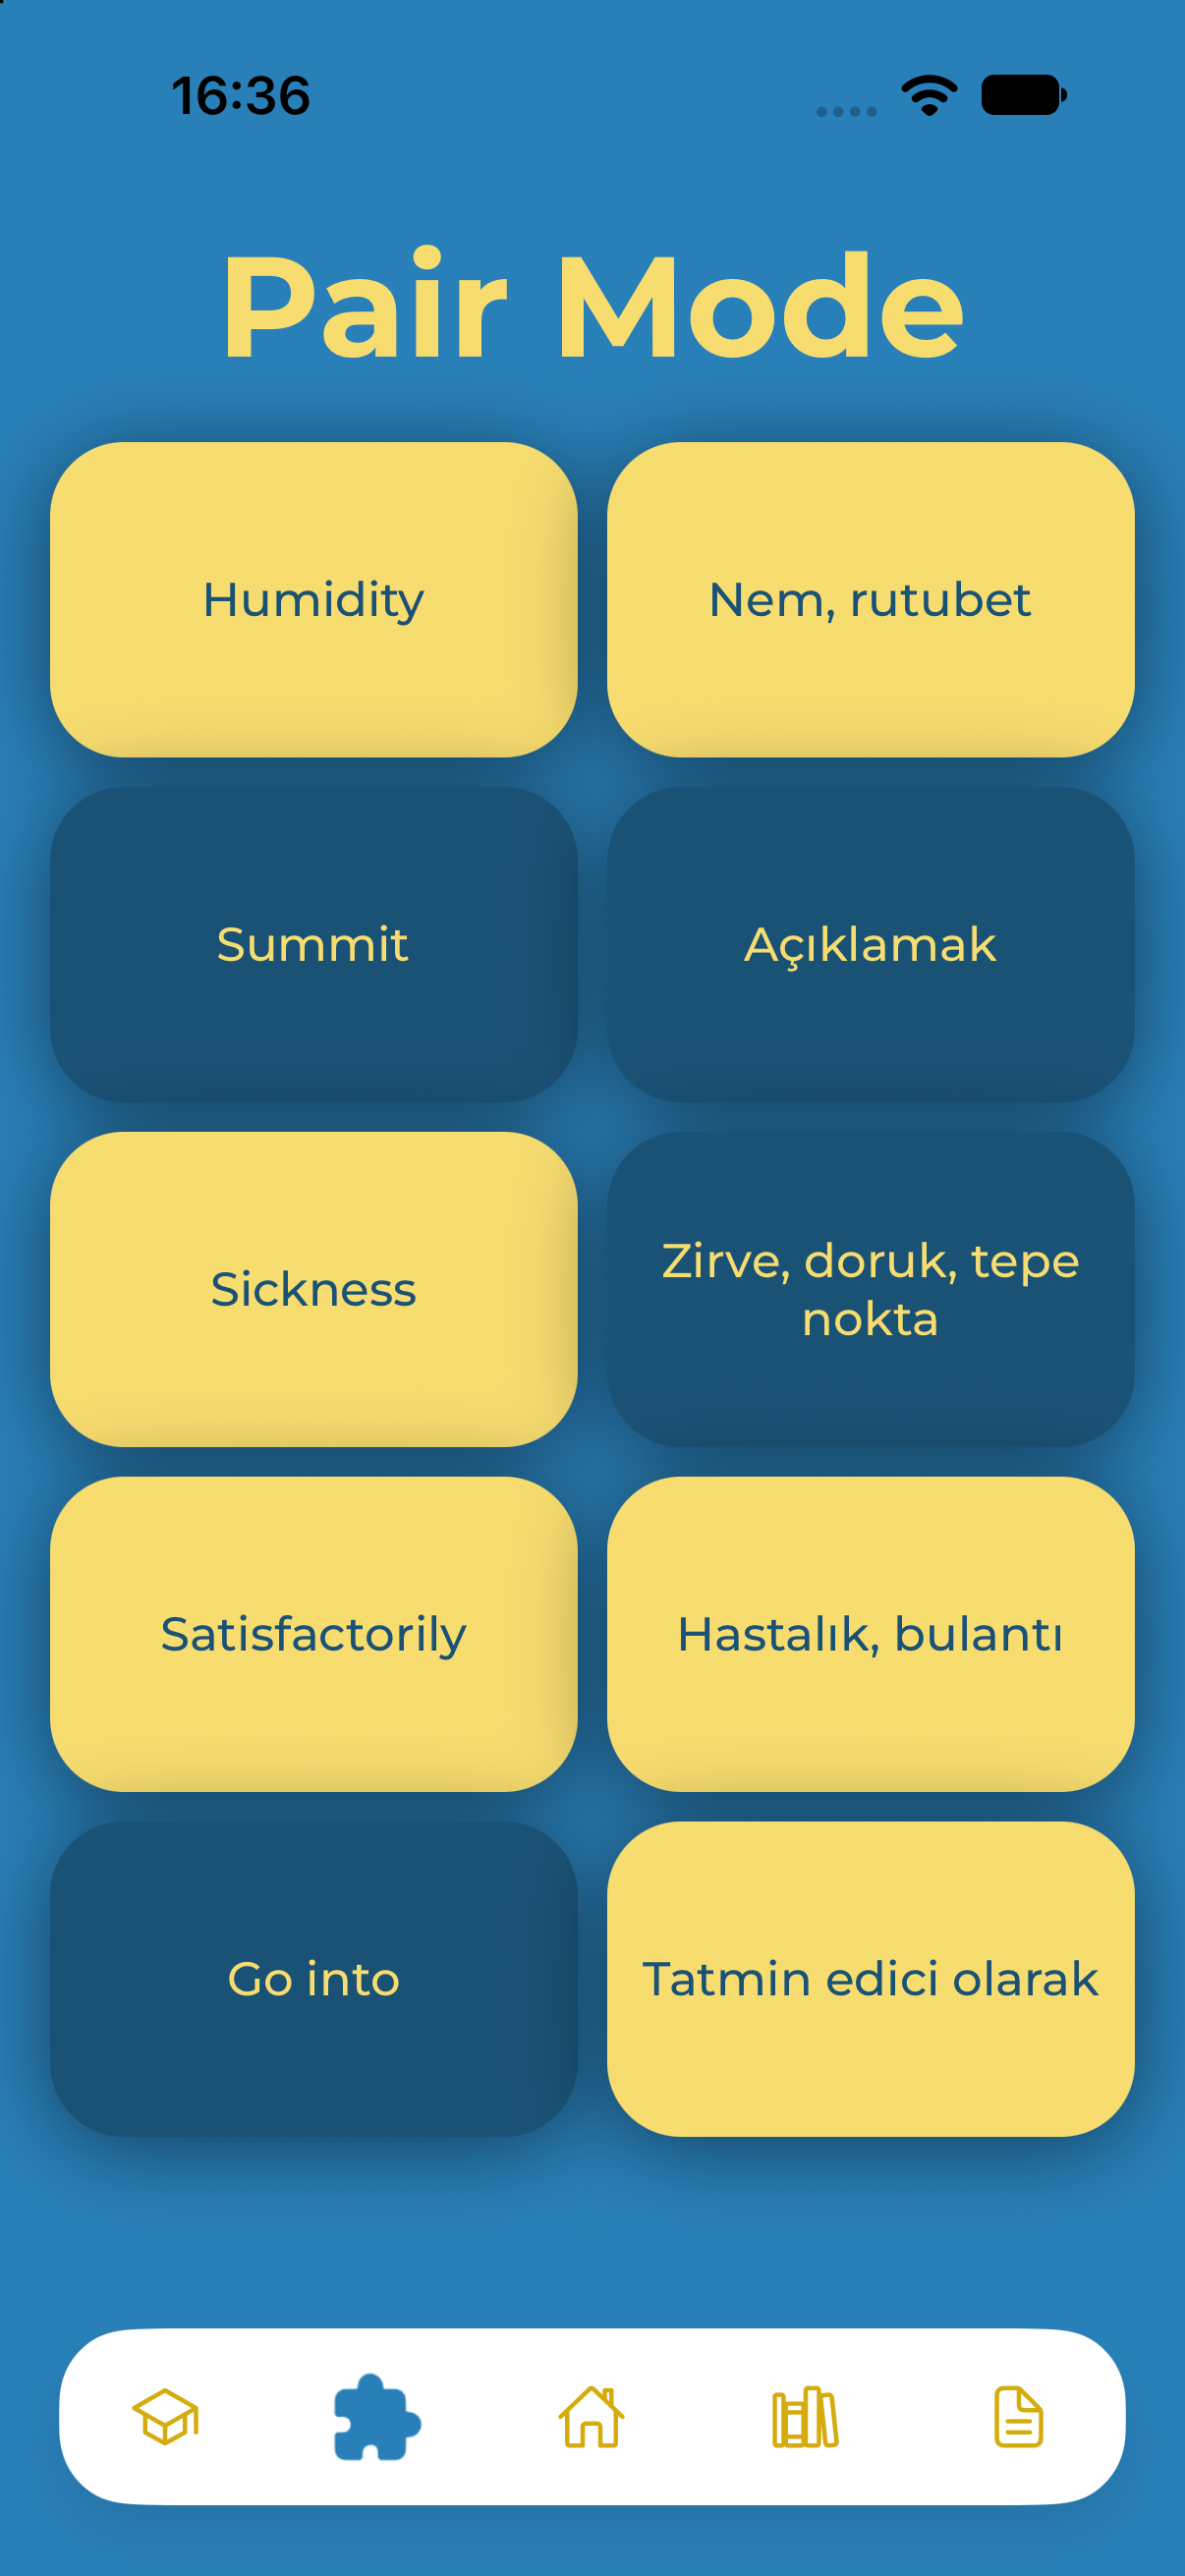 16:36
Pair Mode
Humidity
Nem, rutubet
Summit
Açıklamak
Sickness
Zirve, doruk, tepe
nokta
Satisfactorily
Hastalık, bulantı
Go into
Tatmin edici olarak